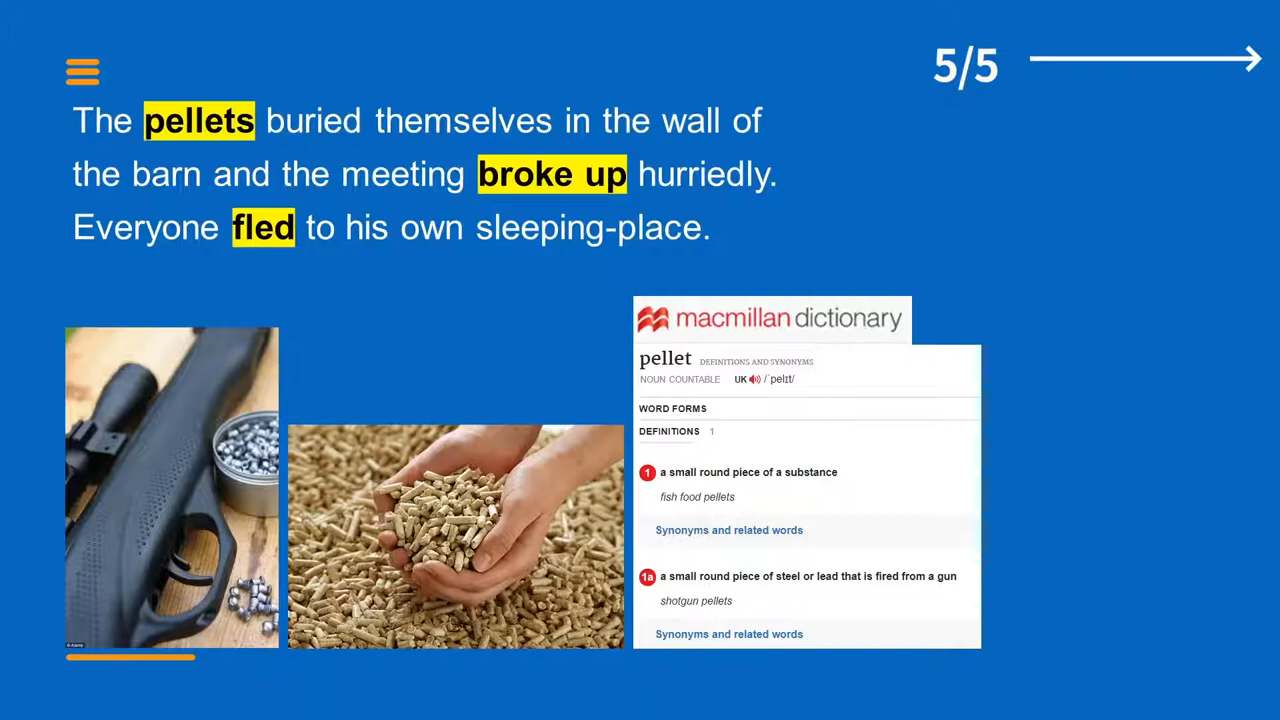 5/5
The pellets buried themselves in the wall of
the barn and the meeting broke up hurriedly.
Everyone fled to his own sleeping-place.
macmillan dictionary
pellet DEFINITIONS AND SYNONYMS
NOUN COUNTABLE UK /ˈpelɪt/
WORD FORMS
DEFINITIONS 1
1 a small round piece of a substance
fish food pellets
Synonyms and related words
1a a small round piece of steel or lead that is fired from a gun
shotgun pellets
Synonyms and related words